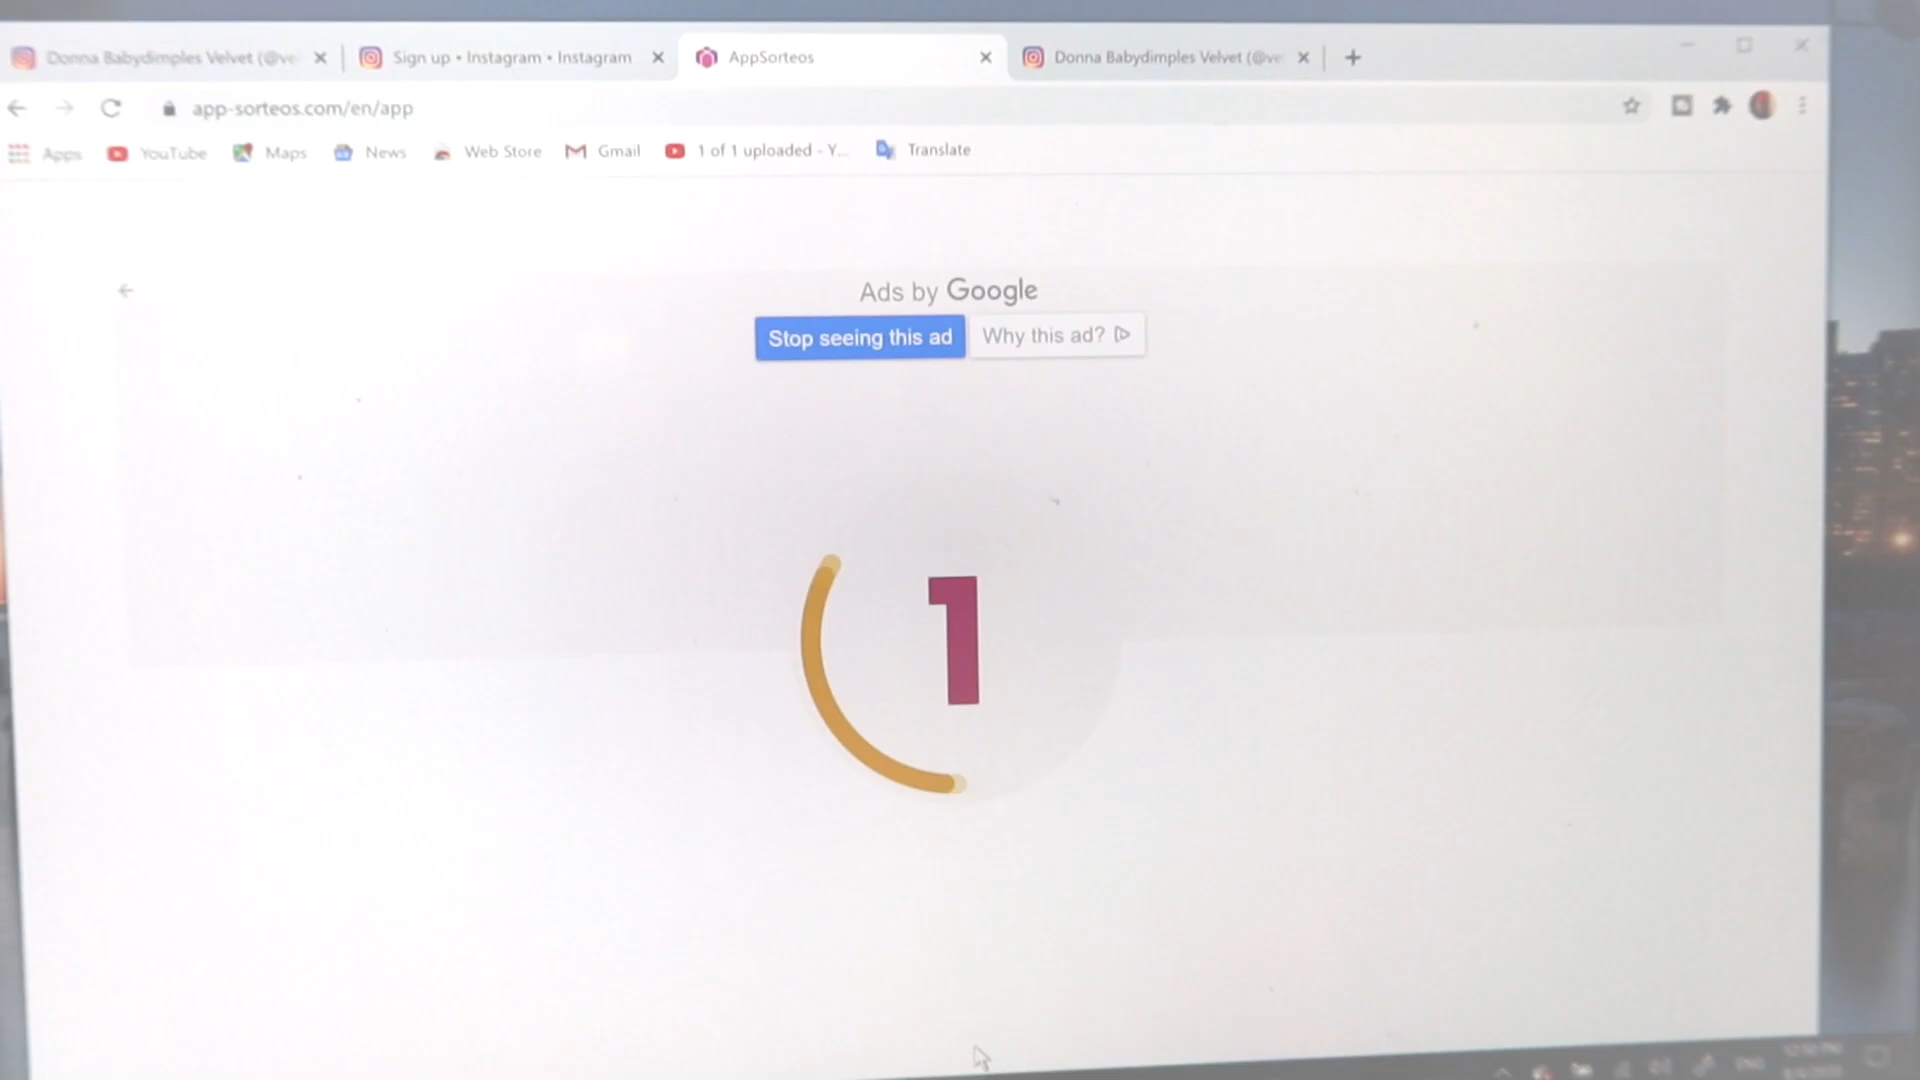 Donna Babydimples Velvet (@ve
Sign up • Instagram • Instagram
AppSorteos
Donna Babydimples Velvet (@ve
app-sorteos.com/en/app
Apps
YouTube
Maps
News
Web Store
Gmail
1 of 1 uploaded - Y...
Translate
Ads by Google
Stop seeing this ad
Why this ad?
1
ENG